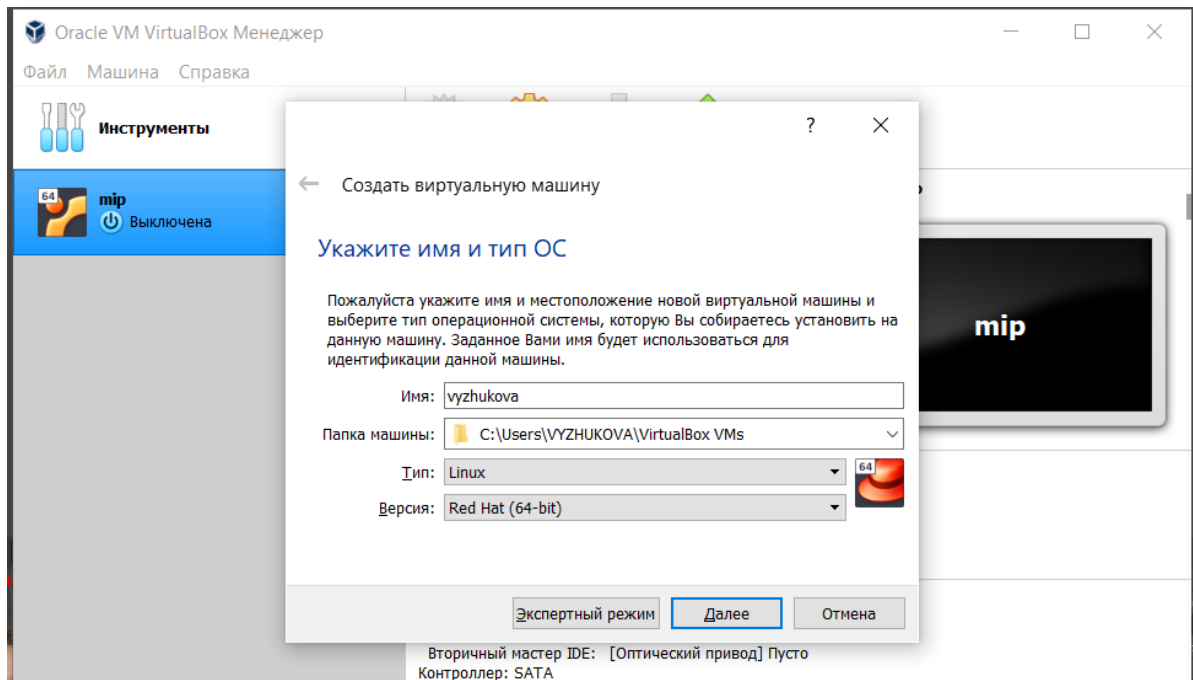 Oracle VM VirtualBox Менеджер
Файл Машина Справка
Инструменты
64
mip
Выключена
?
Создать виртуальную машину
Укажите имя и тип ОС
Пожалуйста укажите имя и местоположение новой виртуальной машины и
выберите тип операционной системы, которую Вы собираетесь установить на
данную машину. Заданное Вами имя будет использоваться для
идентификации данной машины.
Имя: vyzhukova
Папка машины: C:\Users\VYZHUKOVA\VirtualBox VMs
Тип: Linux
64
Версия: Red Hat (64-bit)
Экспертный режим Далее Отмена
mip
Вторичный мастер IDE: [Оптический привод] Пусто
Контроллер: SATA